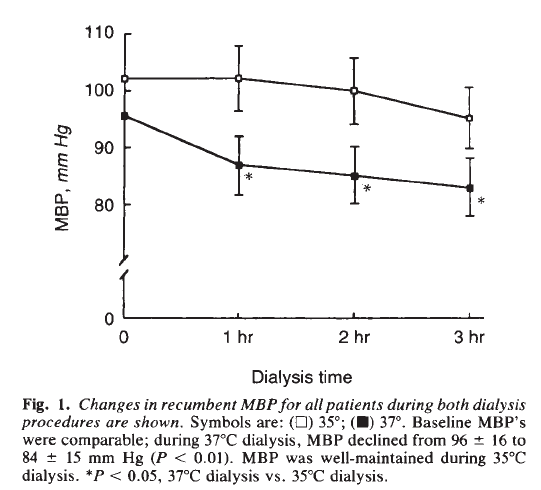 110
100
90
80
0
MBP, mm Hg
*
*
*
0
1 hr
2 hr
3 hr
Dialysis time
Fig. 1. Changes in recumbent MBP for all patients during both dialysis
procedures are shown. Symbols are: (□) 35°; (■) 37°. Baseline MBP's
were comparable; during 37°C dialysis, MBP declined from 96 ± 16 to
84 ± 15 mm Hg (P < 0.01). MBP was well-maintained during 35°C
dialysis. *P < 0.05, 37°C dialysis vs. 35°C dialysis.